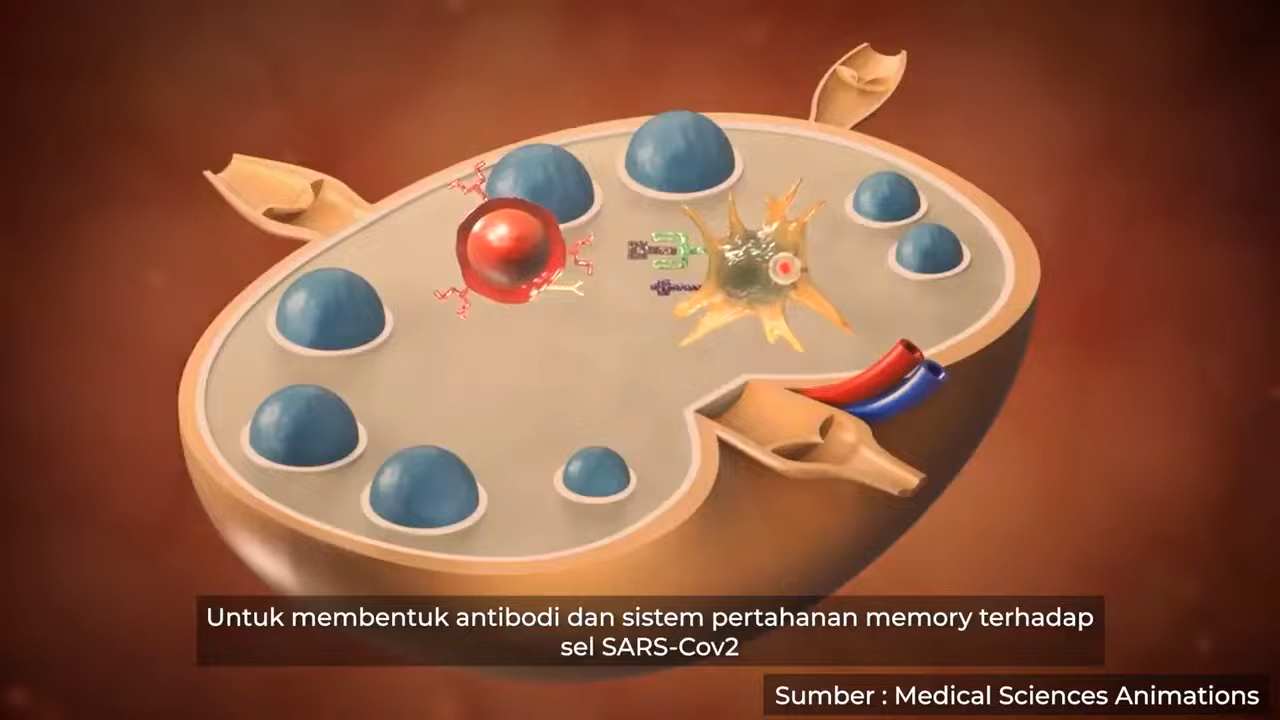 Untuk membentuk antibodi dan sistem pertahanan memory terhadap
sel SARS-Cov2
Sumber : Medical Sciences Animations